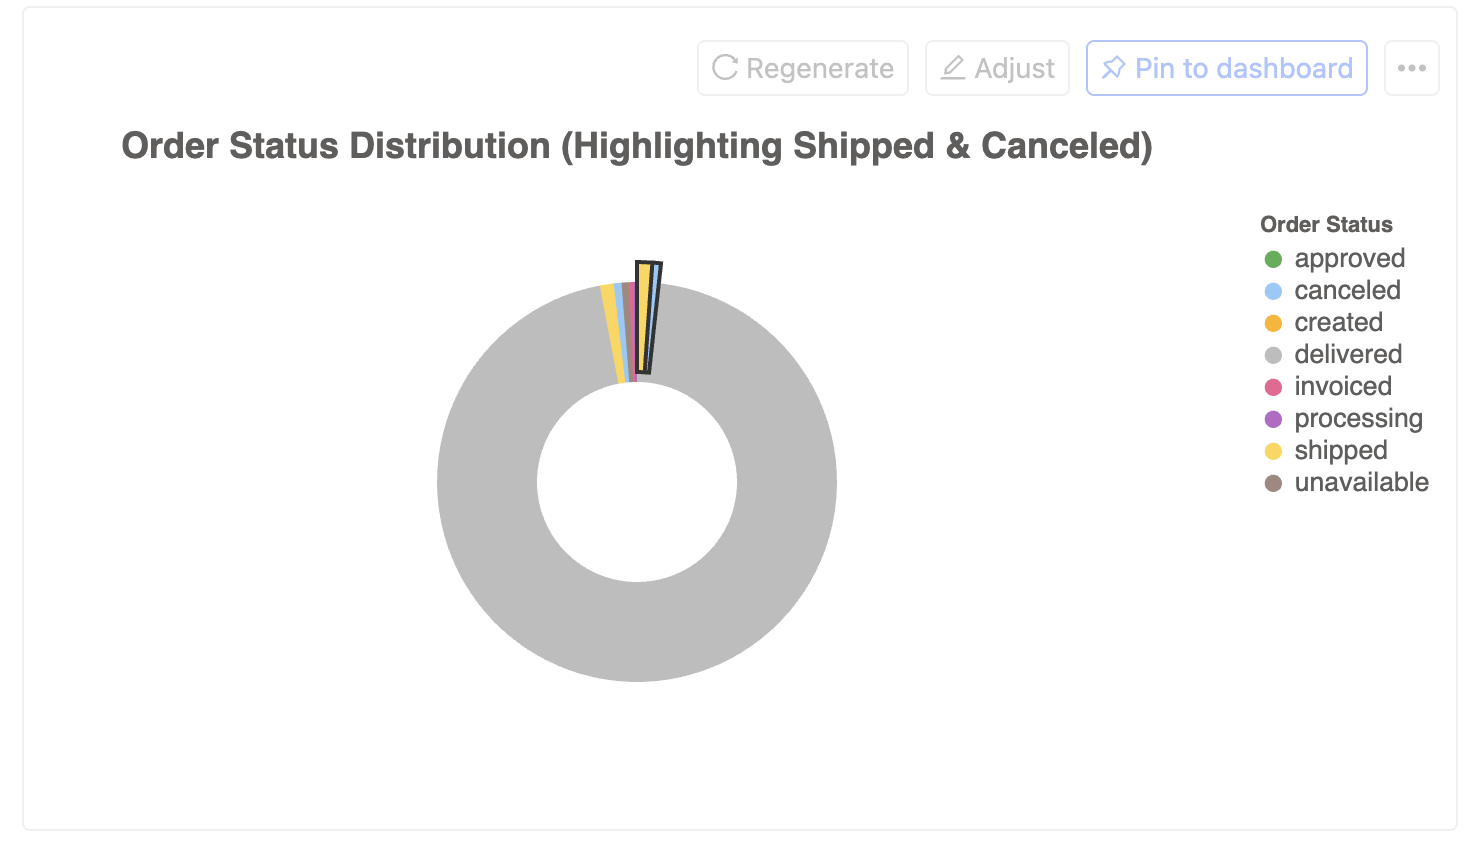 Regenerate
Adjust
Pin to dashboard
Order Status Distribution (Highlighting Shipped & Canceled)
Order Status
approved
canceled
created
delivered
invoiced
processing
shipped
unavailable